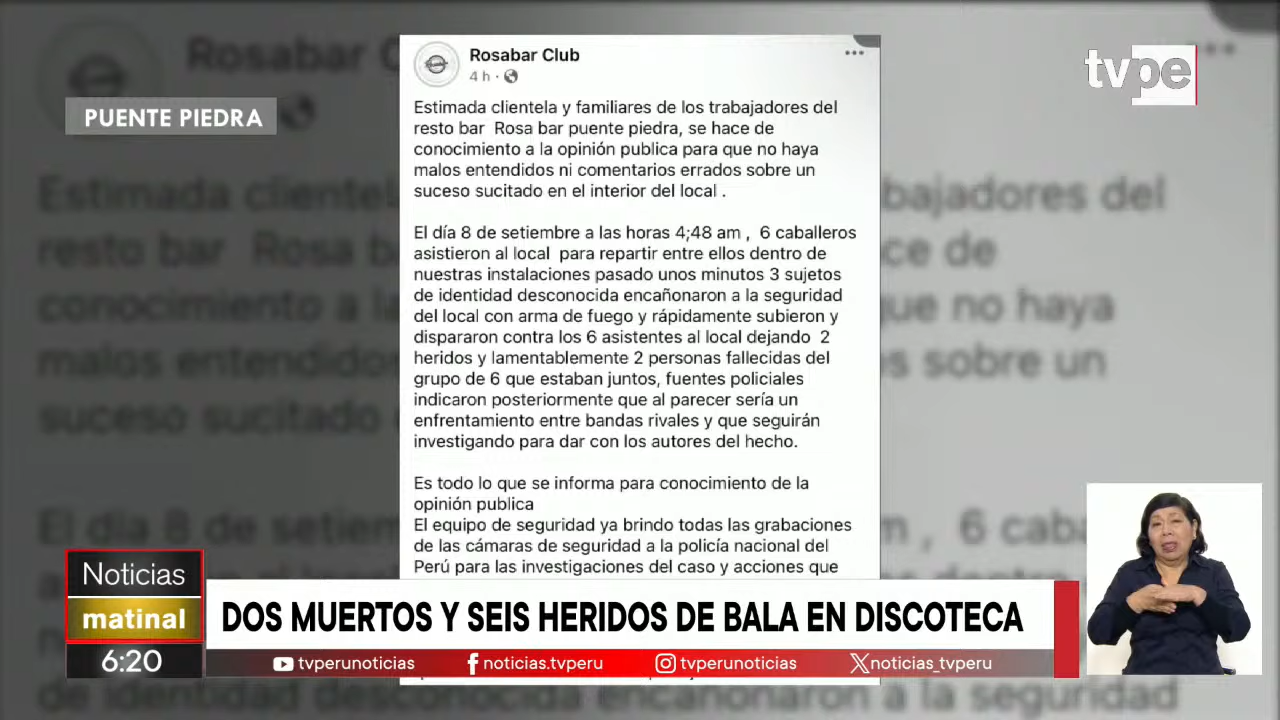 Rosabar Club
4 h
tvpe
PUENTE PIEDRA
Estimada clientela y familiares de los trabajadores del
resto bar Rosa bar puente piedra, se hace de
conocimiento a la opinión publica para que no haya
malos entendidos ni comentarios errados sobre un
suceso sucitado en el interior del local .
El día 8 de setiembre a las horas 4;48 am , 6 caballeros
asistieron al local para repartir entre ellos dentro de
nuestras instalaciones pasado unos minutos 3 sujetos
de identidad desconocida encañonaron a la seguridad
del local con arma de fuego y rápidamente subieron y
dispararon contra los 6 asistentes al local dejando 2
heridos y lamentablemente 2 personas fallecidas del
grupo de 6 que estaban juntos, fuentes policiales
indicaron posteriormente que al parecer sería un
enfrentamiento entre bandas rivales y que seguirán
investigando para dar con los autores del hecho.
Es todo lo que se informa para conocimiento de la
opinión publica
El equipo de seguridad ya brindo todas las grabaciones
de las cámaras de seguridad a la policía nacional del
Perú para las investigaciones del caso y acciones que
Noticias
matinal
6:20
DOS MUERTOS Y SEIS HERIDOS DE BALA EN DISCOTECA
tvperunoticias
noticias.tvperu
tvperunoticias
noticias_tvperu